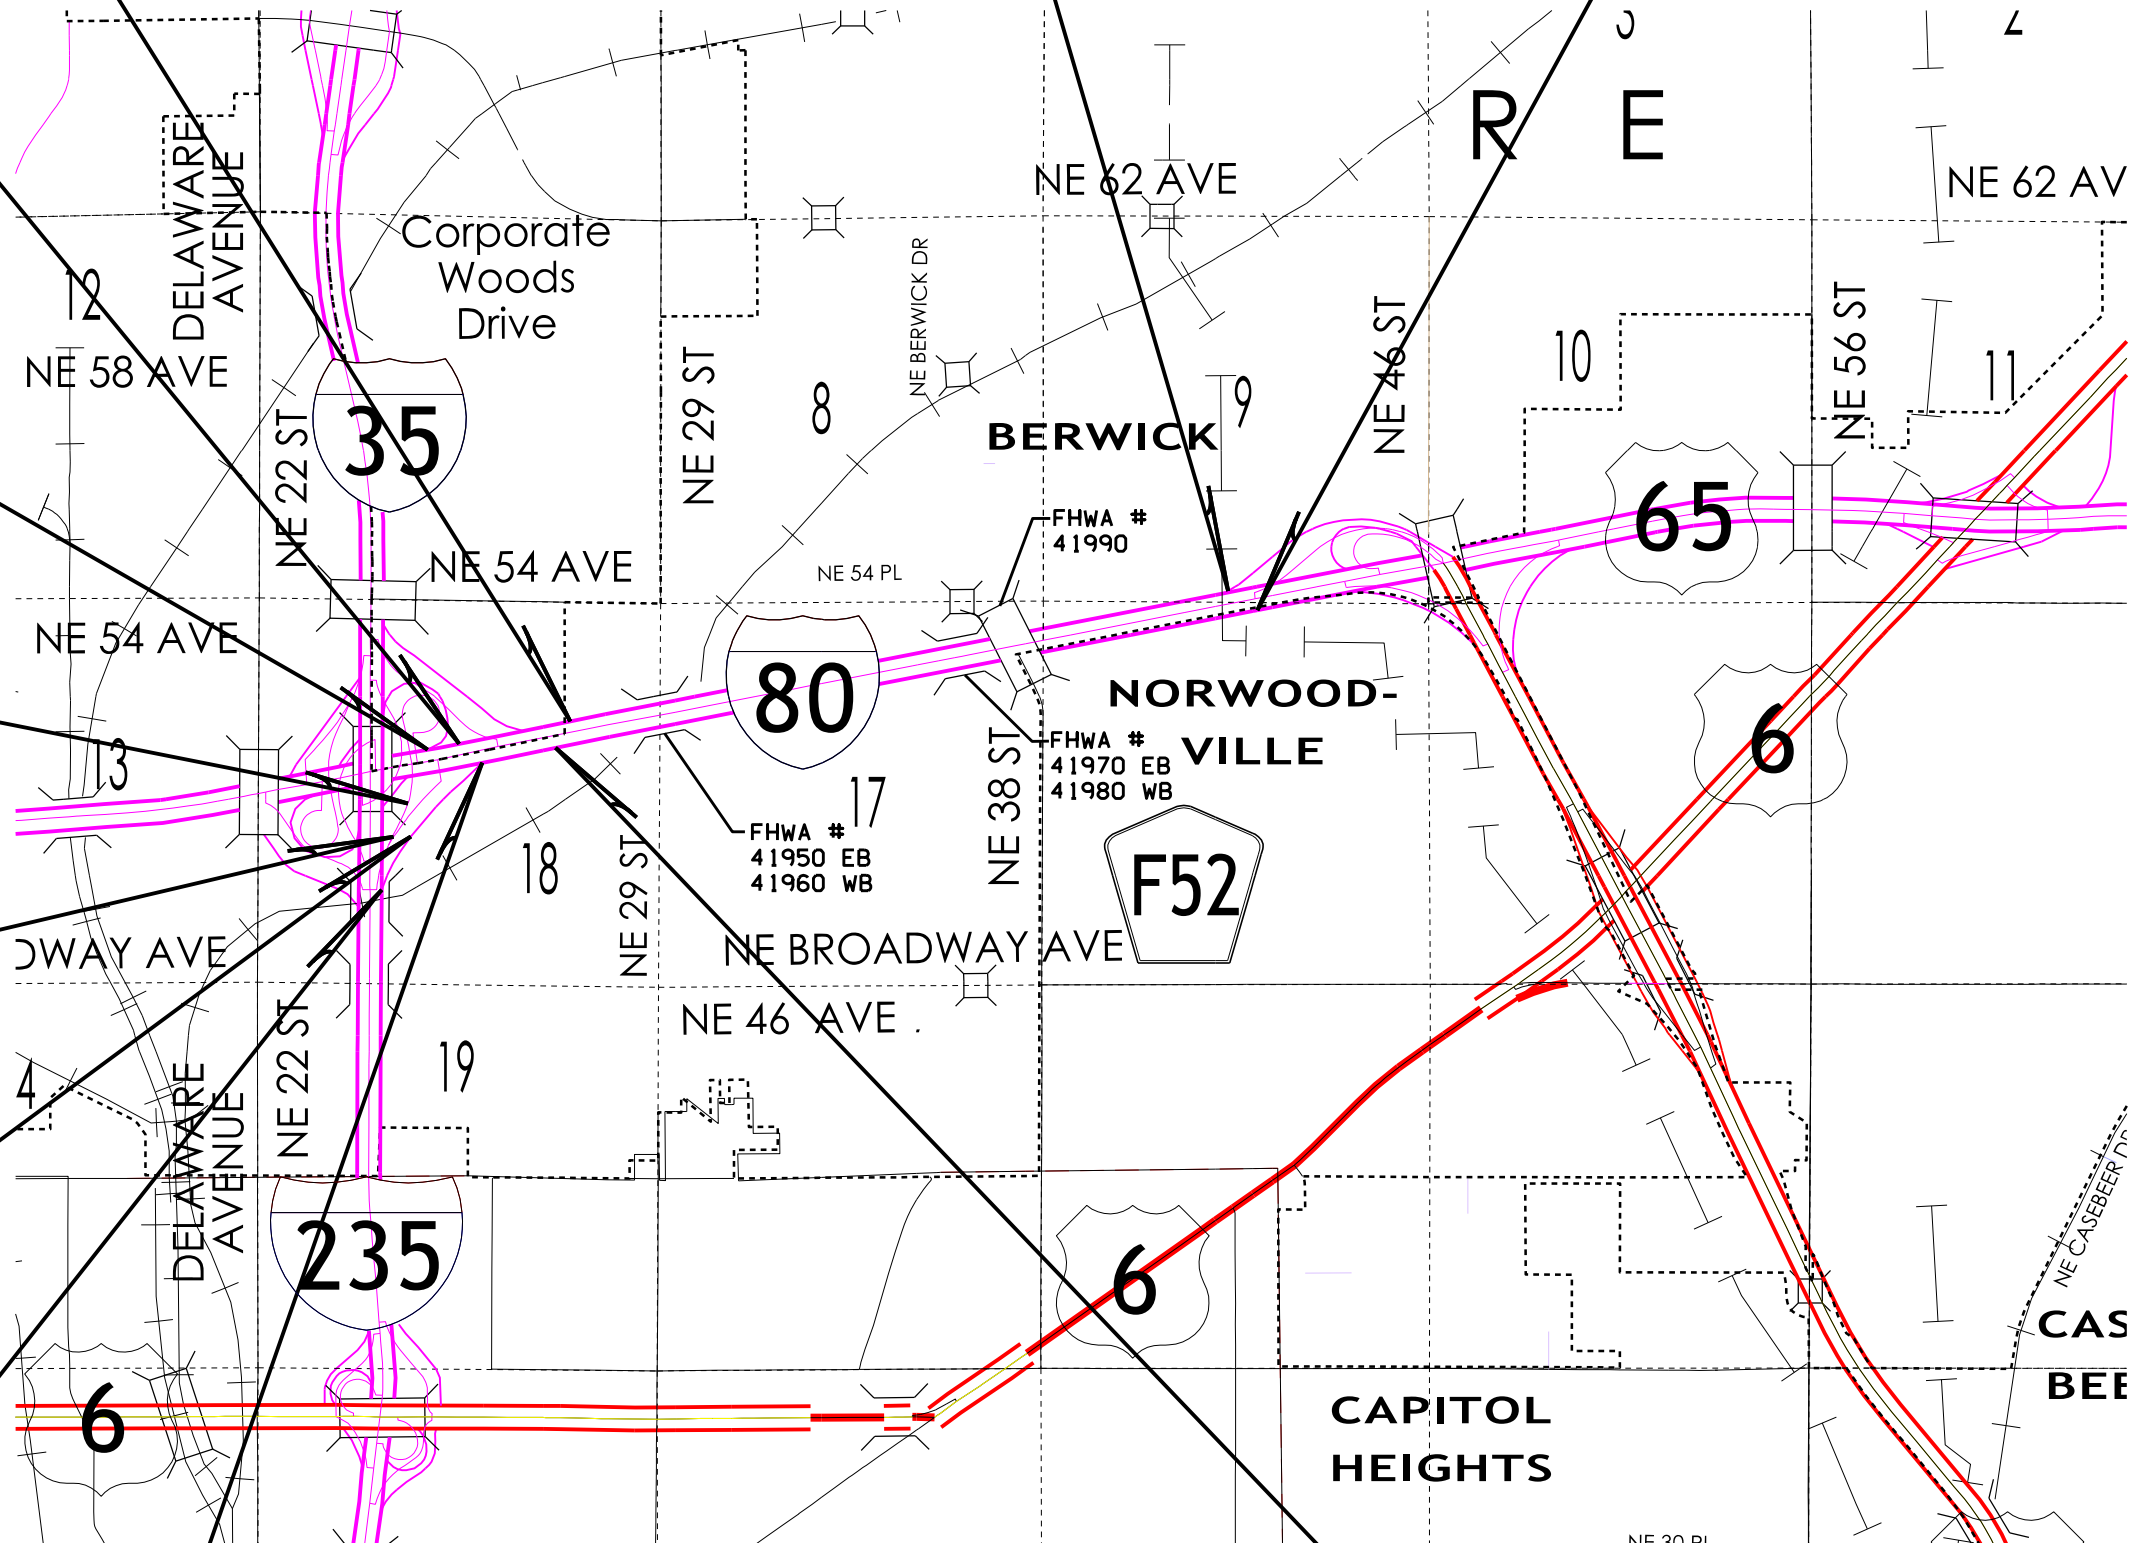 R E
DELAWARE
AVENUE
NE 62 AVE
NE 62 AV
Corporate
Woods
Drive
12
NE 58 AVE
NE BERWICK DR
NE 29 ST
8
9
NE 46 ST
10
NE 56 ST
11
35
NE 22 ST
BERWICK
65
FHWA #
41990
NE 54 AVE
NE 54 PL
NE 54 AVE
80
NORWOOD-
VILLE
6
13
FHWA #
41970 EB
41980 WB
NE 38 ST
17
FHWA #
41950 EB
41960 WB
18
NE 29 ST
F52
DWAY AVE
NE BROADWAY AVE
NE 46 AVE .
NE 22 ST
19
4
DELAWARE
AVENUE
235
6
NE CASEBEER DR
CAS
BEE
6
CAPITOL
HEIGHTS
NE 30 PL